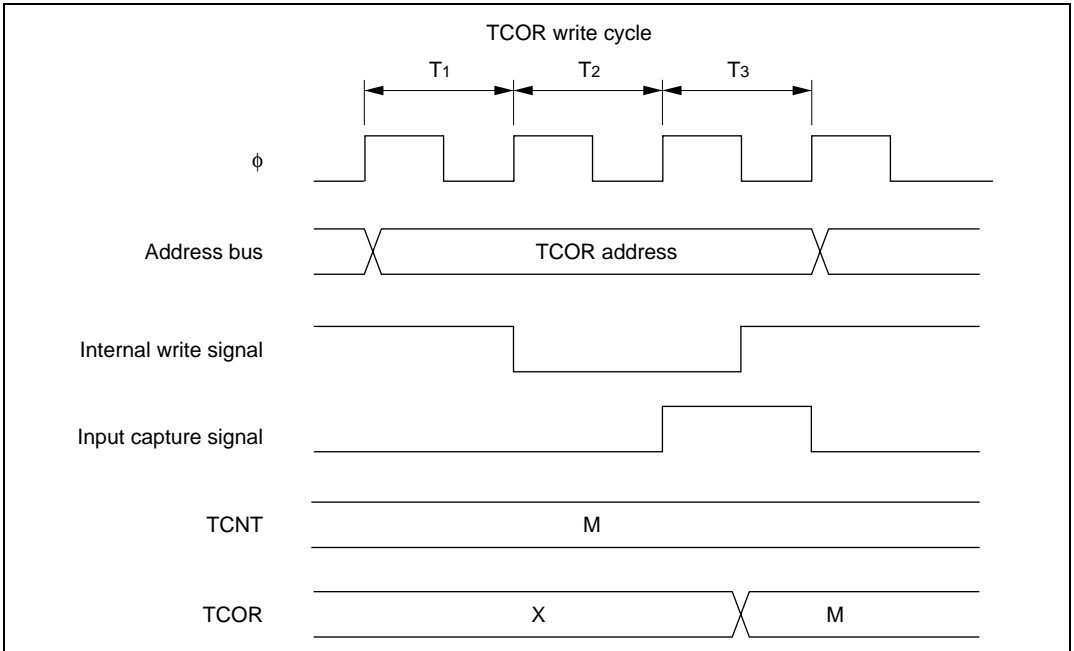 TCOR write cycle
T1 T2 T3
ϕ
Address bus TCOR address
Internal write signal
Input capture signal
TCNT M
TCOR X M